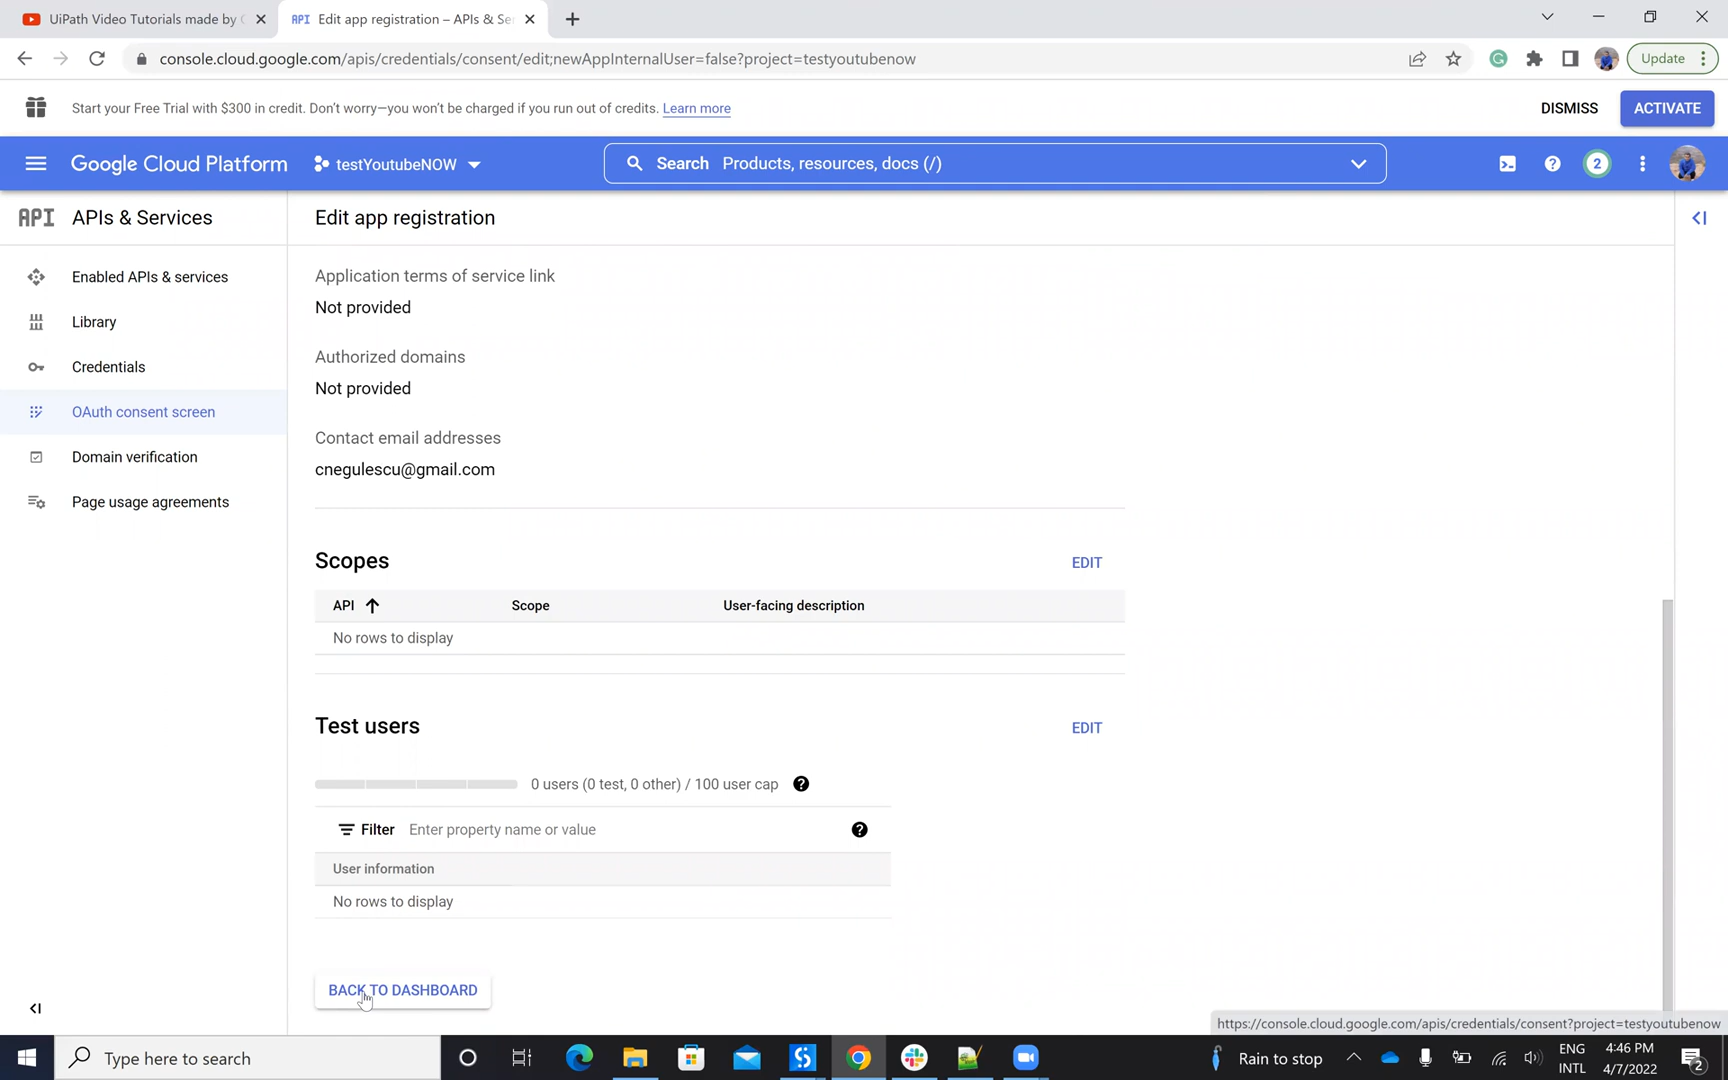 UiPath Video Tutorials made by
API Edit app registration – APIs & Se
console.cloud.google.com/apis/credentials/consent/edit;newAppInternalUser=false?project=testyoutubenow
Update
Start your Free Trial with $300 in credit. Don't worry—you won't be charged if you run out of credits. Learn more
DISMISS
ACTIVATE
Google Cloud Platform
testYoutubeNOW
Search Products, resources, docs (/)
2
API APIs & Services
Edit app registration
Enabled APIs & services
Library
Credentials
OAuth consent screen
Domain verification
Page usage agreements
Application terms of service link
Not provided
Authorized domains
Not provided
Contact email addresses
cnegulescu@gmail.com
Scopes
EDIT
API Scope User-facing description
No rows to display
Test users
EDIT
0 users (0 test, 0 other) / 100 user cap
Filter Enter property name or value
User information
No rows to display
BACK TO DASHBOARD
https://console.cloud.google.com/apis/credentials/consent?project=testyoutubenow
Type here to search
Rain to stop
ENG
INTL
4:46 PM
4/7/2022
2